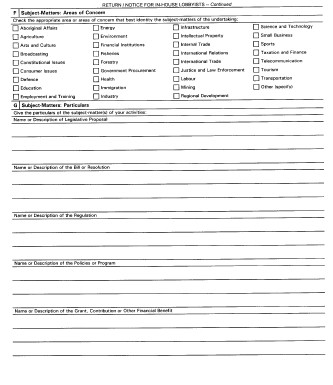 RETURN / NOTICE FOR IN-HOUSE LOBBYISTS – Continued
F Subject-Matter: Areas of Concern
Check the appropriate area or areas of concern that best identify the subject-matters of the undertaking:
Aboriginal Affairs Energy Infrastructure Science and Technology
Agriculture Environment Intellectual Property Small Business
Arts and Culture Financial Institutions Internal Trade Sports
Broadcasting Fisheries International Relations Taxation and Finance
Constitutional Issues Forestry International Trade Telecommunication
Consumer Issues Government Procurement Justice and Law Enforcement Tourism
Defence Health Labour Transportation
Education Immigration Mining Other (specify)
Employment and Training Industry Regional Development
G Subject-Matters: Particulars
Give the particulars of the subject-matter(s) of your activities:
Name or Description of Legislative Proposal
Name or Description of the Bill or Resolution
Name or Description of the Regulation
Name or Description of the Policies or Program
Name or Description of the Grant, Contribution or Other Financial Benefit